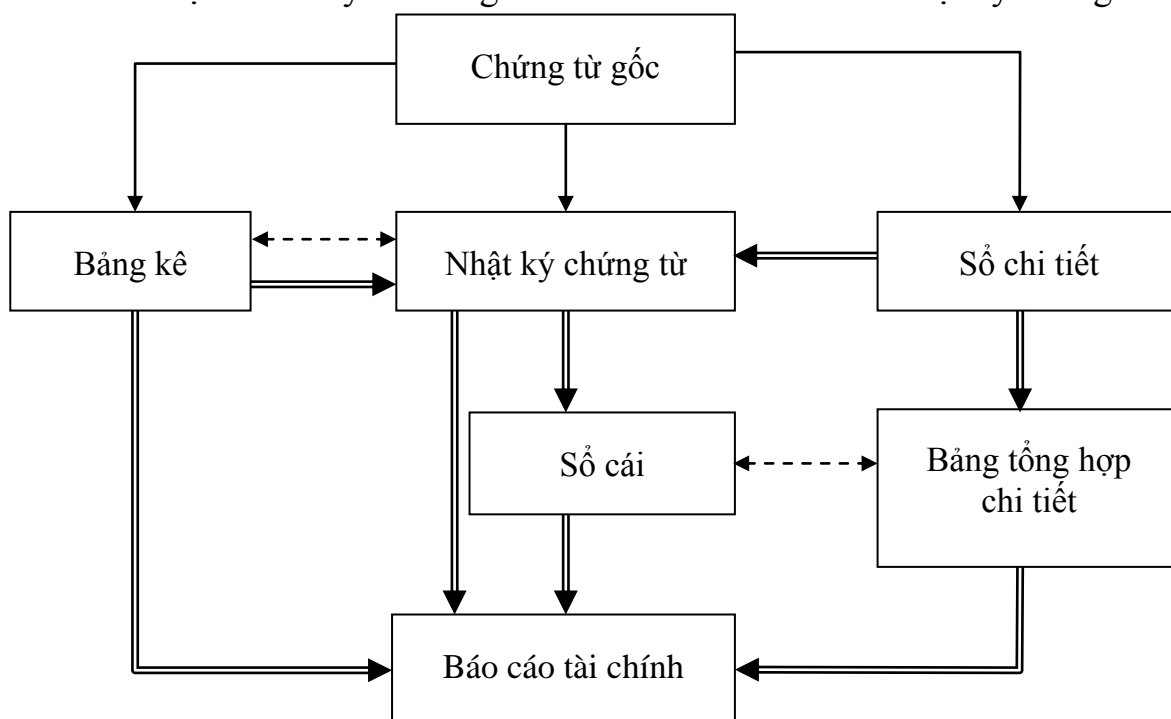 Chứng từ gốc
Bảng kê
Nhật ký chứng từ
Sổ chi tiết
Sổ cái
Bảng tổng hợp
chi tiết
Báo cáo tài chính